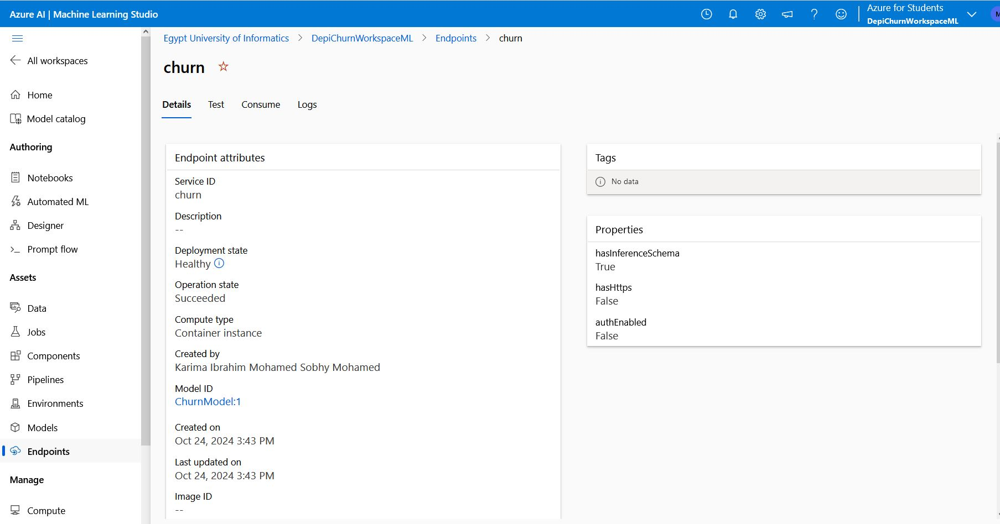 Azure AI | Machine Learning Studio
Azure for Students
DepiChurnWorkspaceML
M
All workspaces
Home
Model catalog
Authoring
Notebooks
Automated ML
Designer
Prompt flow
Assets
Data
Jobs
Components
Pipelines
Environments
Models
Endpoints
Manage
Compute
Egypt University of Informatics > DepiChurnWorkspaceML > Endpoints > churn
churn
Details Test Consume Logs
Endpoint attributes
Service ID
churn
Description
--
Deployment state
Healthy
Operation state
Succeeded
Compute type
Container instance
Created by
Karima Ibrahim Mohamed Sobhy Mohamed
Model ID
ChurnModel:1
Created on
Oct 24, 2024 3:43 PM
Last updated on
Oct 24, 2024 3:43 PM
Image ID
--
Tags
No data
Properties
hasInferenceSchema
True
hasHttps
False
authEnabled
False